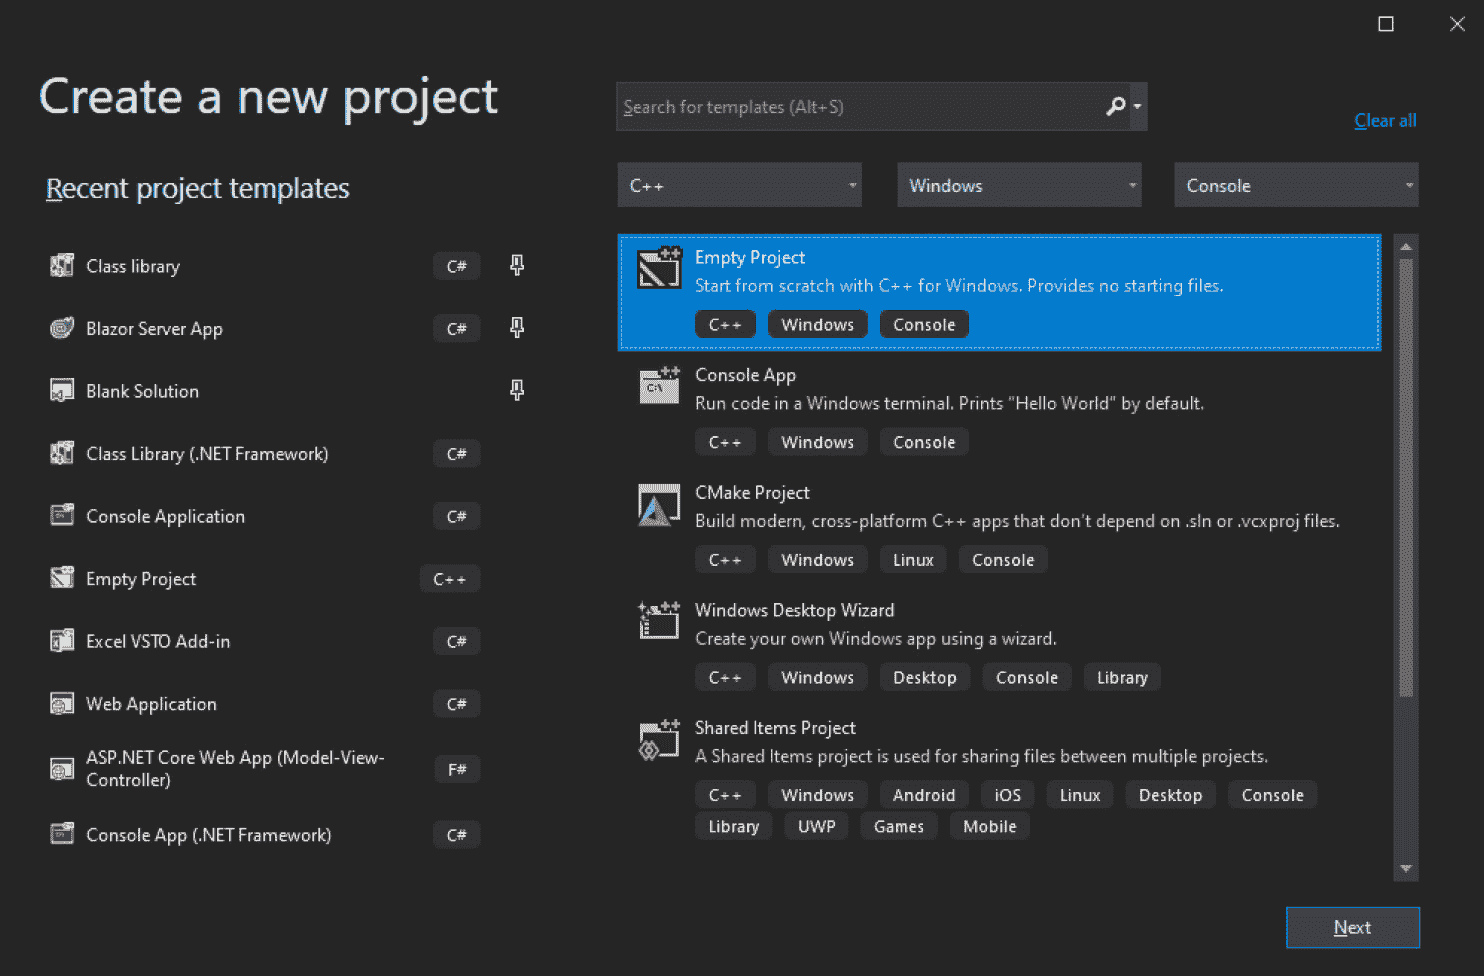 Create a new project
Search for templates (Alt+S)
Clear all
Recent project templates
C++
Windows
Console
Class library
C#
Blazor Server App
C#
Blank Solution
Class Library (.NET Framework)
C#
Console Application
C#
Empty Project
C++
Excel VSTO Add-in
C#
Web Application
C#
ASP.NET Core Web App (Model-View-
Controller)
F#
Console App (.NET Framework)
C#
Empty Project
Start from scratch with C++ for Windows. Provides no starting files.
C++ Windows Console
Console App
Run code in a Windows terminal. Prints "Hello World" by default.
C++ Windows Console
CMake Project
Build modern, cross-platform C++ apps that don't depend on .sln or .vcxproj files.
C++ Windows Linux Console
Windows Desktop Wizard
Create your own Windows app using a wizard.
C++ Windows Desktop Console Library
Shared Items Project
A Shared Items project is used for sharing files between multiple projects.
C++ Windows Android iOS Linux Desktop Console
Library UWP Games Mobile
Next